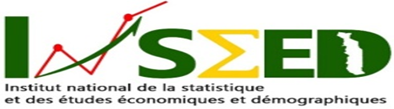 INSEED
Institut national de la statistique
et des études économiques et démographiques